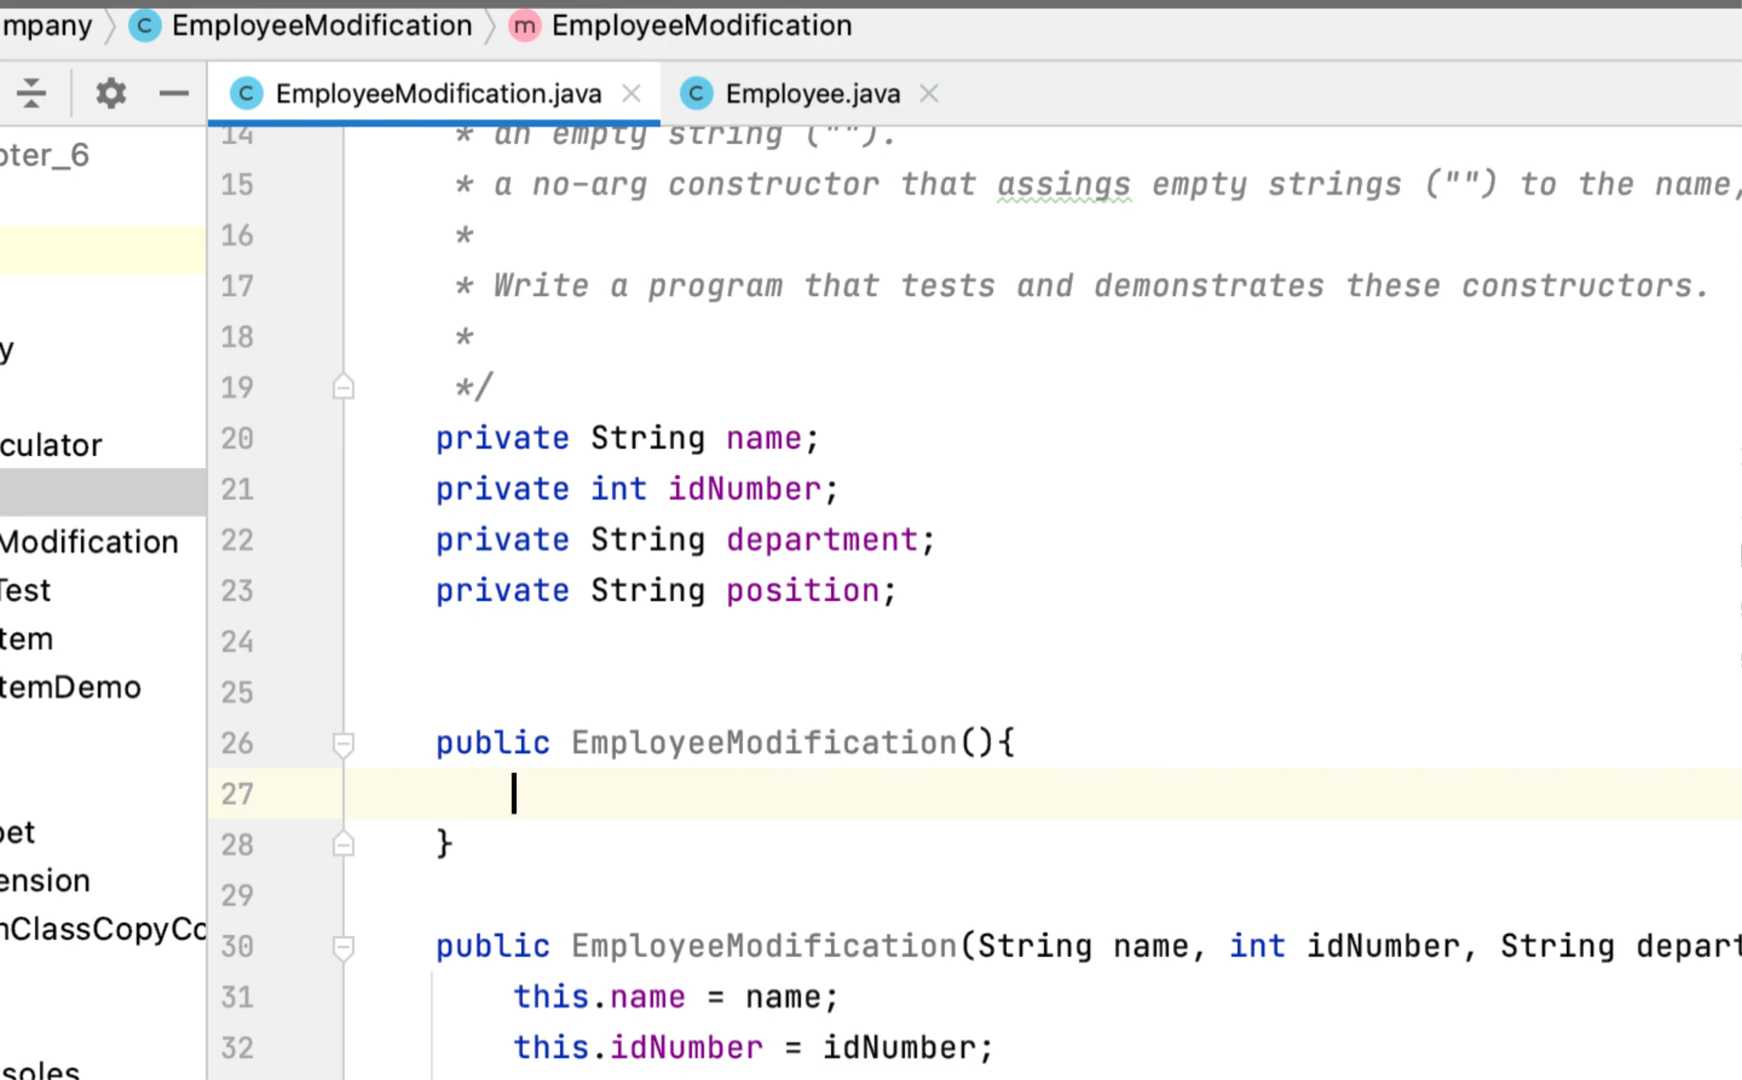 mpany EmployeeModification EmployeeModification
EmployeeModification.java Employee.java
pter_6
y
culator
Modification
Test
tem
temDemo
pet
ension
nClassCopyCo
soles
14 * an empty string ("").
15 * a no-arg constructor that assings empty strings ("") to the name,
16 *
17 * Write a program that tests and demonstrates these constructors.
18 *
19 */
20 private String name;
21 private int idNumber;
22 private String department;
23 private String position;
24
25
26 public EmployeeModification(){
27
28 }
29
30 public EmployeeModification(String name, int idNumber, String depart
31 this.name = name;
32 this.idNumber = idNumber;